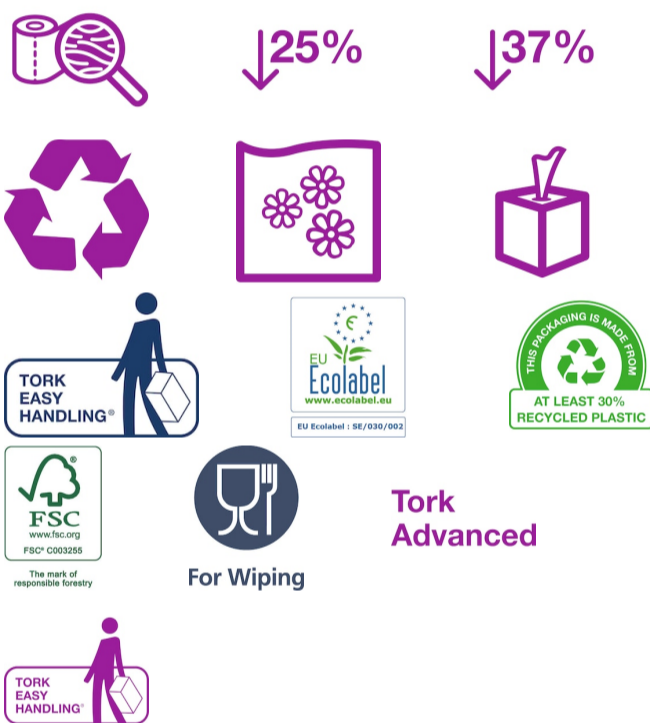 25%
37%
TORK
EASY
HANDLING®
EU
Ecolabel
www.ecolabel.eu
EU Ecolabel : SE/030/002
THIS PACKAGING IS MADE FROM
AT LEAST 30%
RECYCLED PLASTIC
®
FSC
www.fsc.org
FSC® C003255
The mark of
responsible forestry
For Wiping
Tork
Advanced
TORK
EASY
HANDLING®